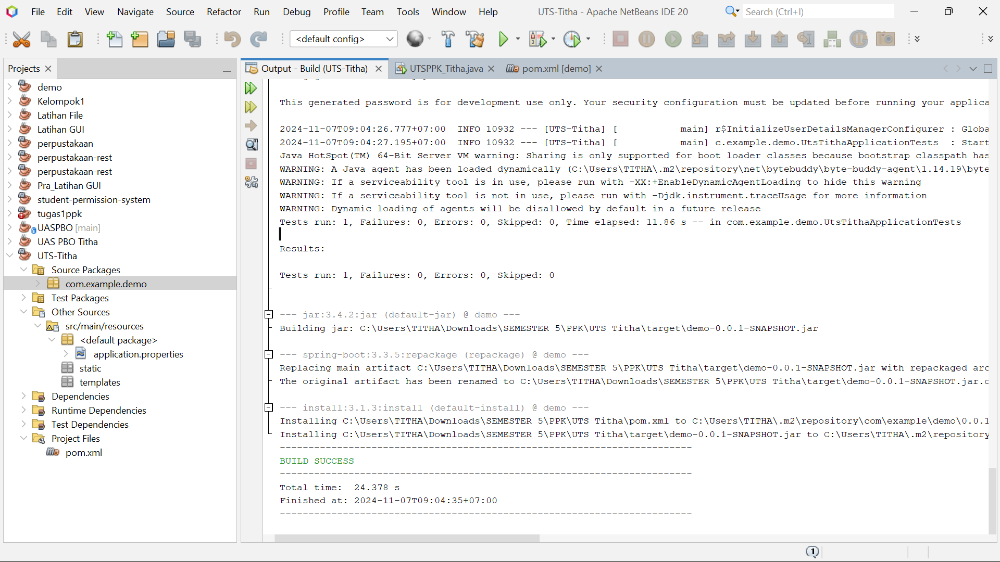 File Edit View Navigate Source Refactor Run Debug Profile Team Tools Window Help UTS-Titha - Apache NetBeans IDE 20 Search (Ctrl+I)
<default config>
Projects
demo
Kelompok1
Latihan File
Latihan GUI
perpustakaan
perpustakaan-rest
perpustakaan-rest
Pra_Latihan GUI
student-permission-system
tugas1ppk
UASPBO [main]
UAS PBO Titha
UTS-Titha
Source Packages
com.example.demo
Test Packages
Other Sources
src/main/resources
<default package>
application.properties
static
templates
Dependencies
Runtime Dependencies
Test Dependencies
Project Files
pom.xml
Output - Build (UTS-Titha) UTSPPK_Titha.java pom.xml [demo]
This generated password is for development use only. Your security configuration must be updated before running your applica
2024-11-07T09:04:26.777+07:00  INFO 10932 --- [UTS-Titha] [           main] r$InitializeUserDetailsManagerConfigurer : Globa
2024-11-07T09:04:27.195+07:00  INFO 10932 --- [UTS-Titha] [           main] c.example.demo.UtsTithaApplicationTests  : Start
Java HotSpot(TM) 64-Bit Server VM warning: Sharing is only supported for boot loader classes because bootstrap classpath has
WARNING: A Java agent has been loaded dynamically (C:\Users\TITHA\.m2\repository\net\bytebuddy\byte-buddy-agent\1.14.19\byte
WARNING: If a serviceability tool is in use, please run with -XX:+EnableDynamicAgentLoading to hide this warning
WARNING: If a serviceability tool is not in use, please run with -Djdk.instrument.traceUsage for more information
WARNING: Dynamic loading of agents will be disallowed by default in a future release
Tests run: 1, Failures: 0, Errors: 0, Skipped: 0, Time elapsed: 11.86 s -- in com.example.demo.UtsTithaApplicationTests
Results:
Tests run: 1, Failures: 0, Errors: 0, Skipped: 0
--- jar:3.4.2:jar (default-jar) @ demo ---
Building jar: C:\Users\TITHA\Downloads\SEMESTER 5\PPK\UTS Titha\target\demo-0.0.1-SNAPSHOT.jar
--- spring-boot:3.3.5:repackage (repackage) @ demo ---
Replacing main artifact C:\Users\TITHA\Downloads\SEMESTER 5\PPK\UTS Titha\target\demo-0.0.1-SNAPSHOT.jar with repackaged arc
The original artifact has been renamed to C:\Users\TITHA\Downloads\SEMESTER 5\PPK\UTS Titha\target\demo-0.0.1-SNAPSHOT.jar.o
--- install:3.1.3:install (default-install) @ demo ---
Installing C:\Users\TITHA\Downloads\SEMESTER 5\PPK\UTS Titha\pom.xml to C:\Users\TITHA\.m2\repository\com\example\demo\0.0.1
Installing C:\Users\TITHA\Downloads\SEMESTER 5\PPK\UTS Titha\target\demo-0.0.1-SNAPSHOT.jar to C:\Users\TITHA\.m2\repository
------------------------------------------------------------------------
BUILD SUCCESS
------------------------------------------------------------------------
Total time:  24.378 s
Finished at: 2024-11-07T09:04:35+07:00
------------------------------------------------------------------------
1